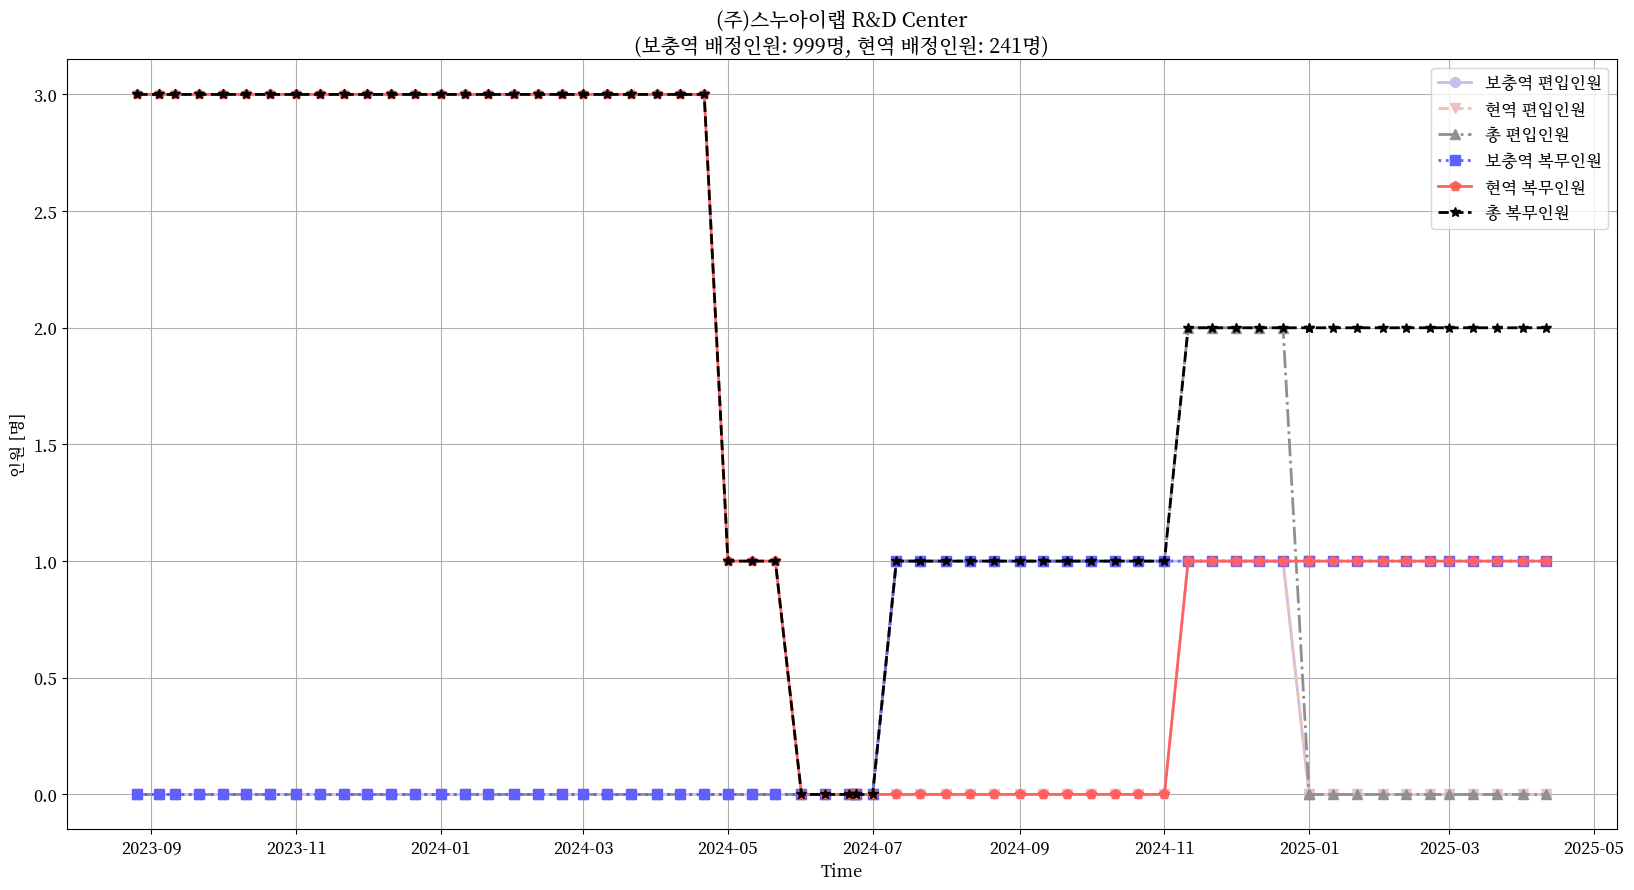 (주)스누아이랩 R&D Center
(보충역 배정인원: 999명, 현역 배정인원: 241명)
보충역 편입인원
현역 편입인원
총 편입인원
보충역 복무인원
현역 복무인원
총 복무인원
3.0
2.5
2.0
1.5
1.0
0.5
0.0
인원 [명]
2023-09
2023-11
2024-01
2024-03
2024-05
2024-07
2024-09
2024-11
2025-01
2025-03
2025-05
Time